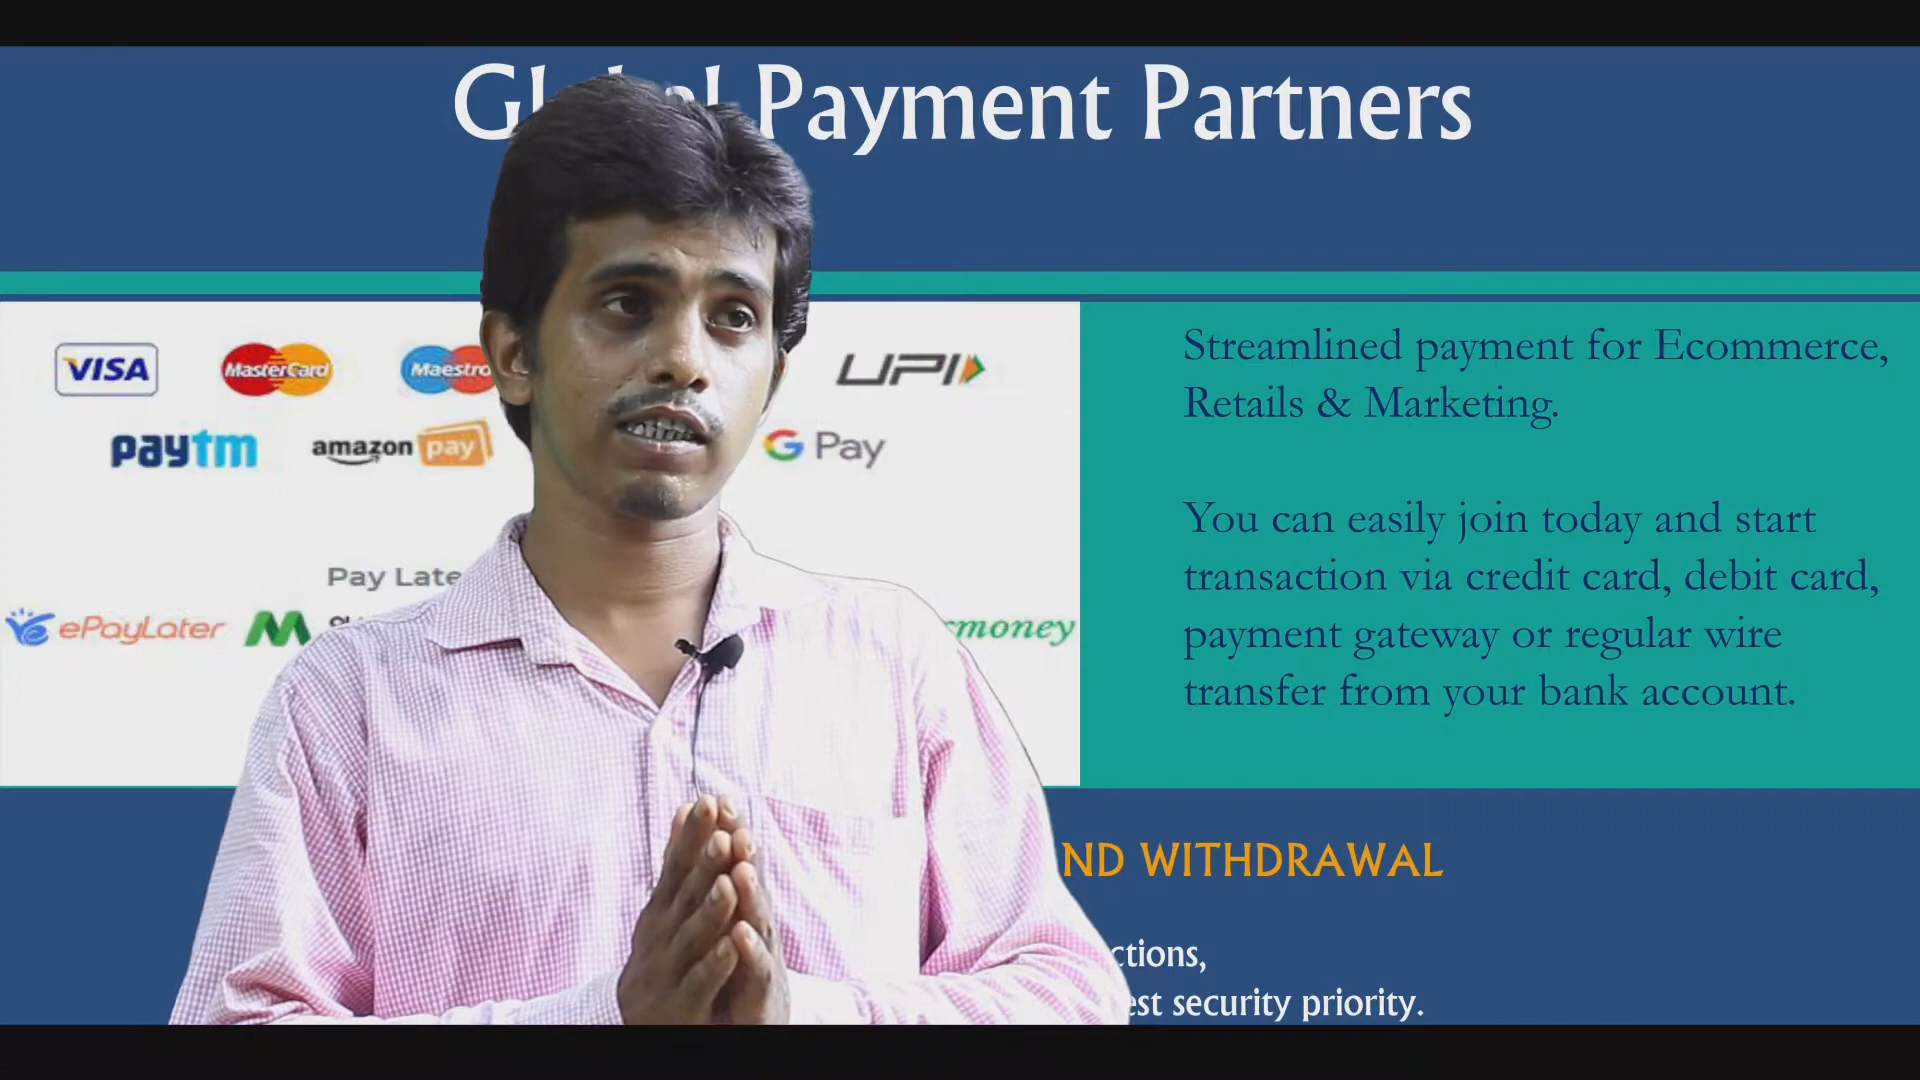 Payment Partners
VISA MasterCard Maestro UPI
paytm amazon pay G Pay
Pay Late
ePayLater money
Streamlined payment for Ecommerce,
Retails & Marketing.
You can easily join today and start
transaction via credit card, debit card,
payment gateway or regular wire
transfer from your bank account.
ND WITHDRAWAL
ctions,
est security priority.